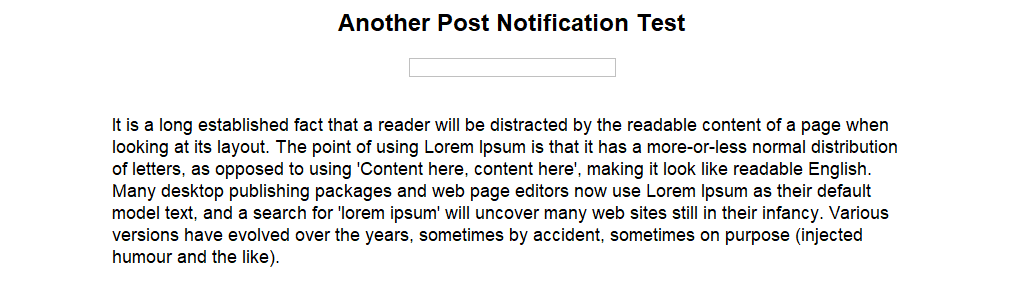 Another Post Notification Test
It is a long established fact that a reader will be distracted by the readable content of a page when
looking at its layout. The point of using Lorem Ipsum is that it has a more-or-less normal distribution
of letters, as opposed to using 'Content here, content here', making it look like readable English.
Many desktop publishing packages and web page editors now use Lorem Ipsum as their default
model text, and a search for 'lorem ipsum' will uncover many web sites still in their infancy. Various
versions have evolved over the years, sometimes by accident, sometimes on purpose (injected
humour and the like).